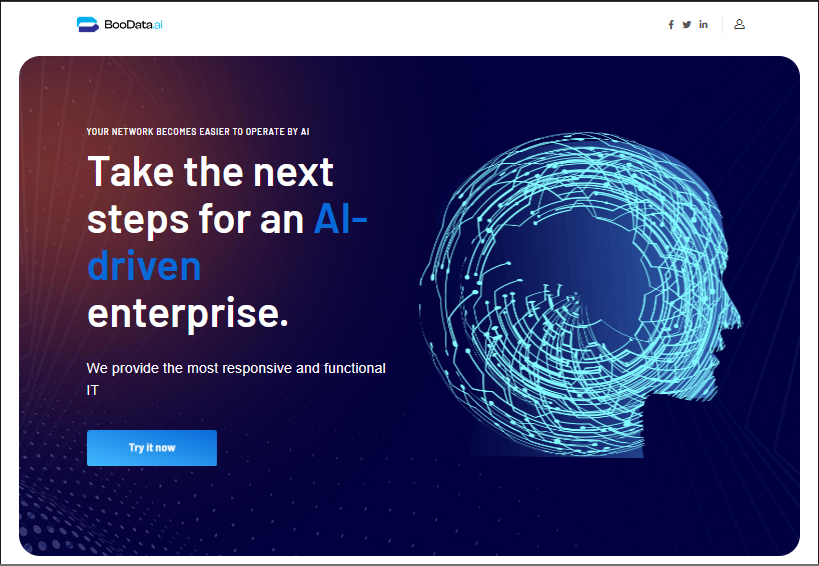 BooData.ai
YOUR NETWORK BECOMES EASIER TO OPERATE BY AI
Take the next
steps for an AI-
driven
enterprise.
We provide the most responsive and functional
IT
Try it now